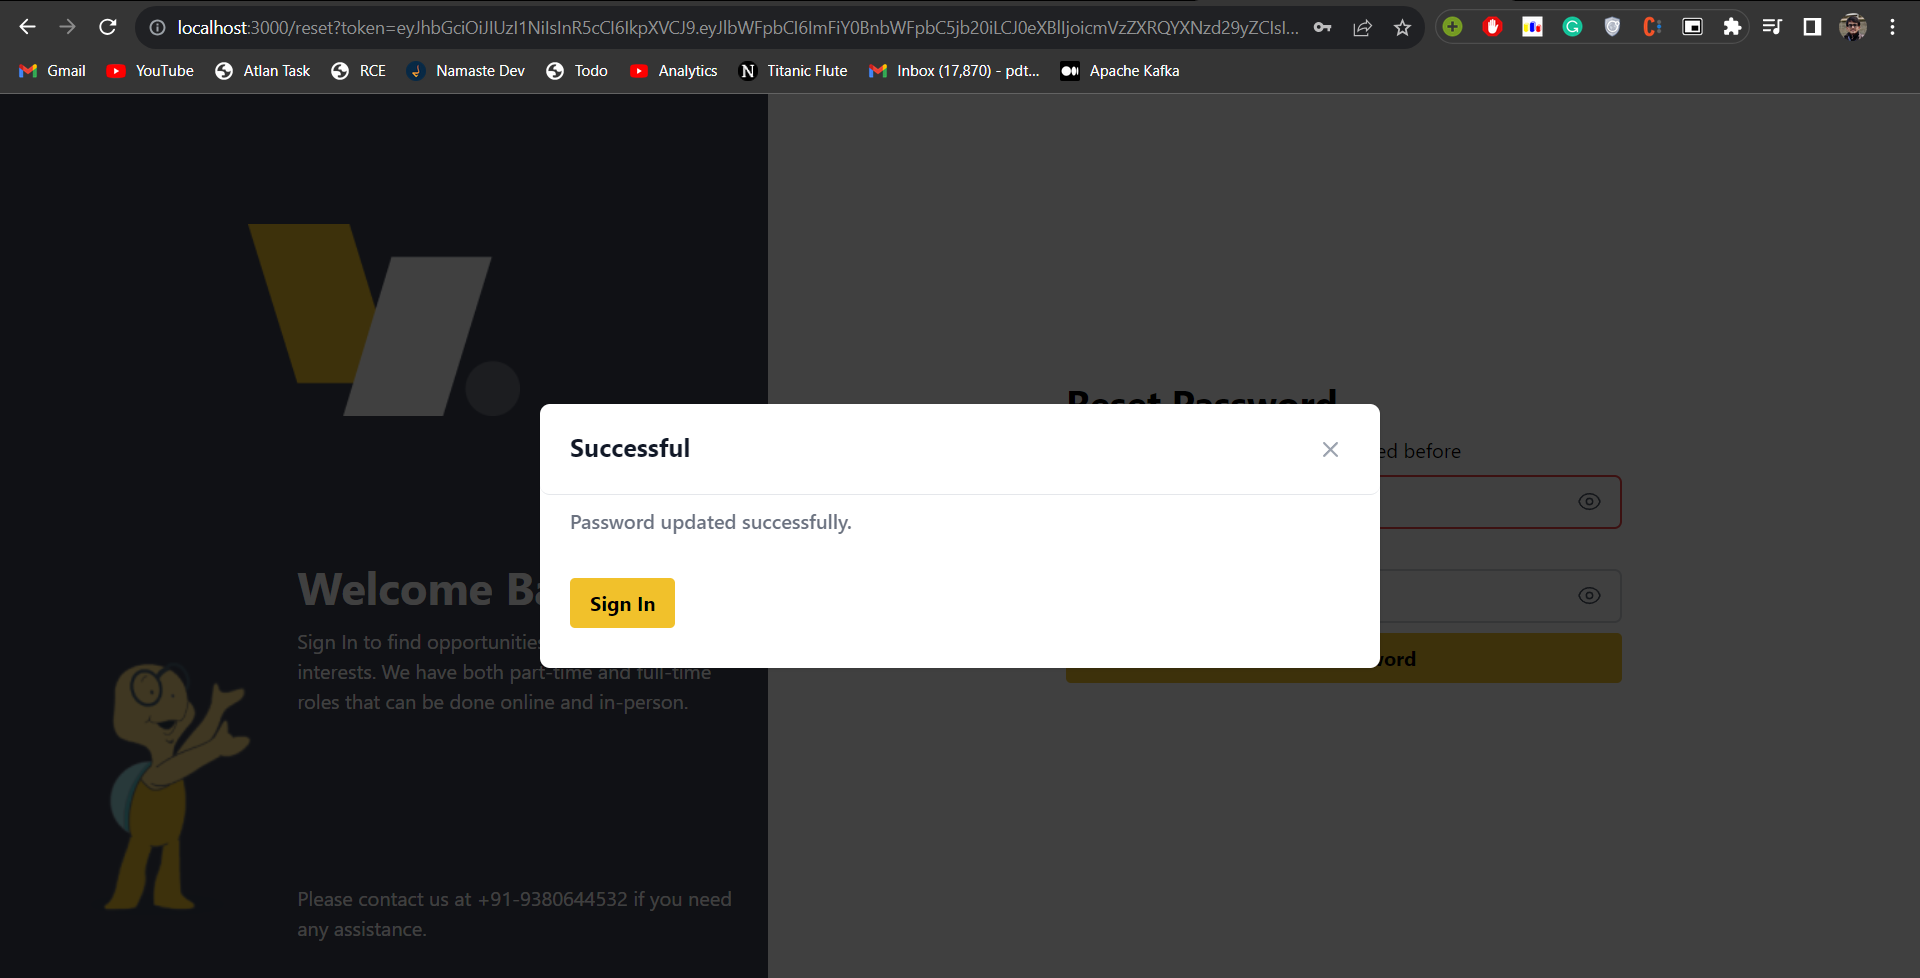 localhost:3000/reset?token=eyJhbGciOiJIUzI1NiIsInR5cCI6IkpXVCJ9.eyJlbWFpbCI6ImFiY0BnbWFpbC5jb20iLCJ0eXBlIjoicmVzZXRQYXNzd29yZCIsI...
Gmail YouTube Atlan Task RCE Namaste Dev Todo Analytics Titanic Flute Inbox (17,870) - pdt... Apache Kafka
Reset Password
ed before
Successful
Password updated successfully.
Sign In
word
Welcome Ba
Sign In to find opportunities
interests. We have both part-time and full-time
roles that can be done online and in-person.
Please contact us at +91-9380644532 if you need
any assistance.